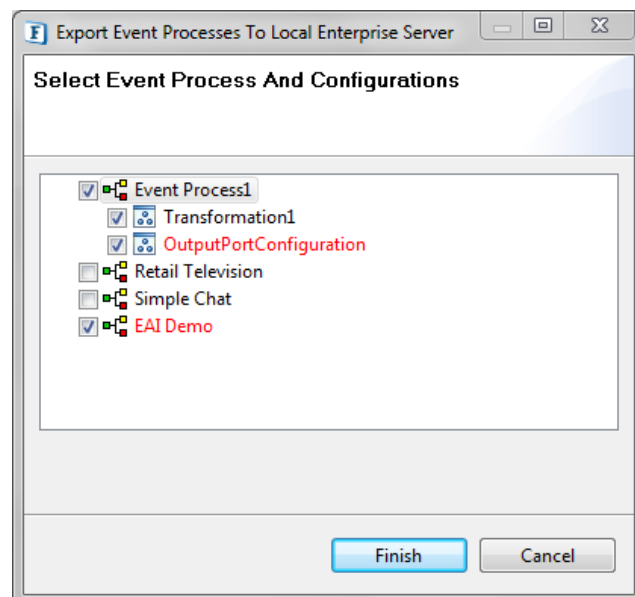 Export Event Processes To Local Enterprise Server
Select Event Process And Configurations
Event Process1
Transformation1
OutputPortConfiguration
Retail Television
Simple Chat
EAI Demo
Finish
Cancel